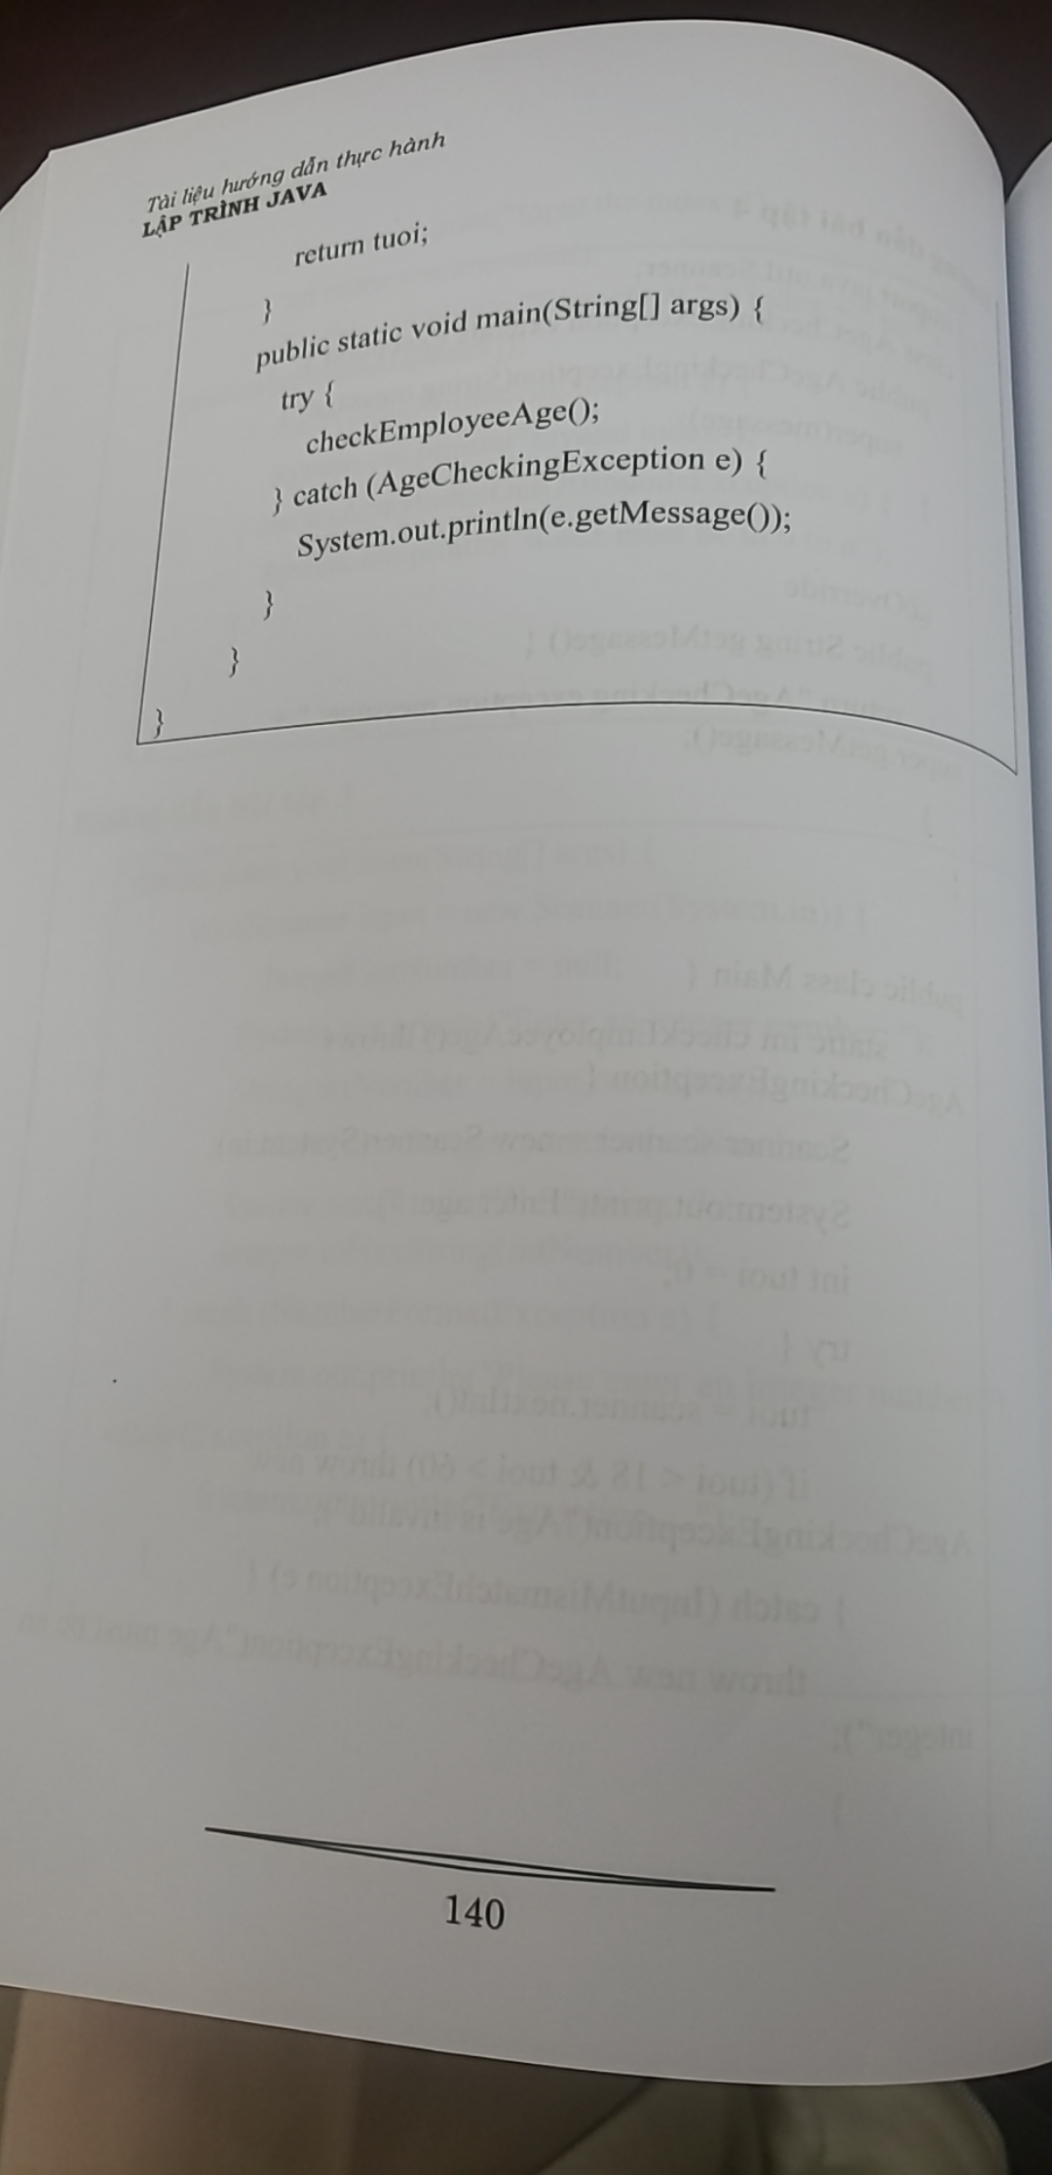 Tài liệu hướng dẫn thực hành
LẬP TRÌNH JAVA
return tuoi;
}
public static void main(String[] args) {
try {
checkEmployeeAge();
} catch (AgeCheckingException e) {
System.out.println(e.getMessage());
}
}
}
140